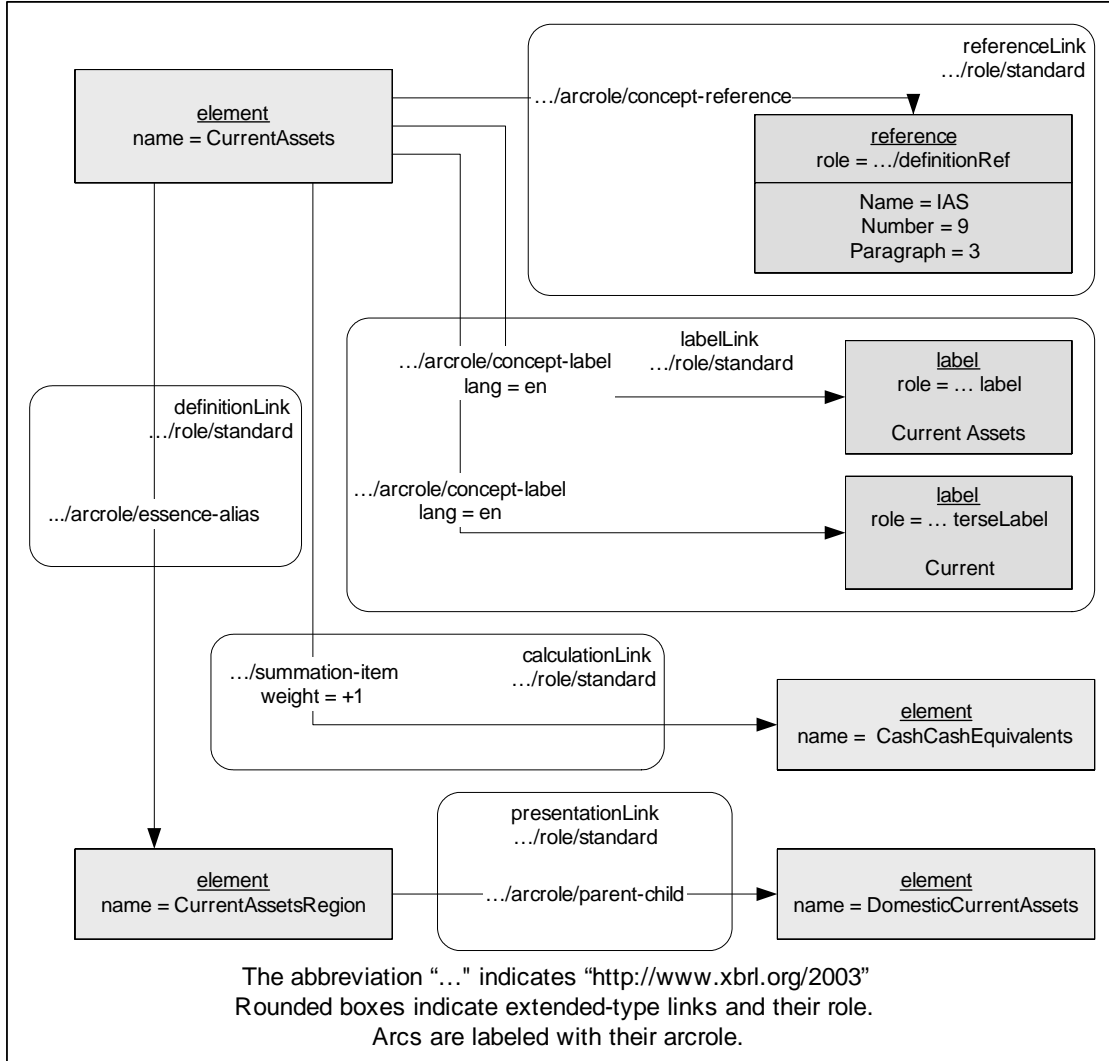 referenceLink
…/role/standard
element
name = CurrentAssets
…/arcrole/concept-reference
reference
role = …/definitionRef
Name = IAS
Number = 9
Paragraph = 3
labelLink
…/role/standard
…/arcrole/concept-label
lang = en
label
role = … label
Current Assets
definitionLink
…/role/standard
…/arcrole/concept-label
lang = en
label
role = … terseLabel
Current
.../arcrole/essence-alias
calculationLink
…/role/standard
…/summation-item
weight = +1
element
name = CashCashEquivalents
presentationLink
…/role/standard
element
name = CurrentAssetsRegion
…/arcrole/parent-child
element
name = DomesticCurrentAssets
The abbreviation “…" indicates “http://www.xbrl.org/2003”
Rounded boxes indicate extended-type links and their role.
Arcs are labeled with their arcrole.